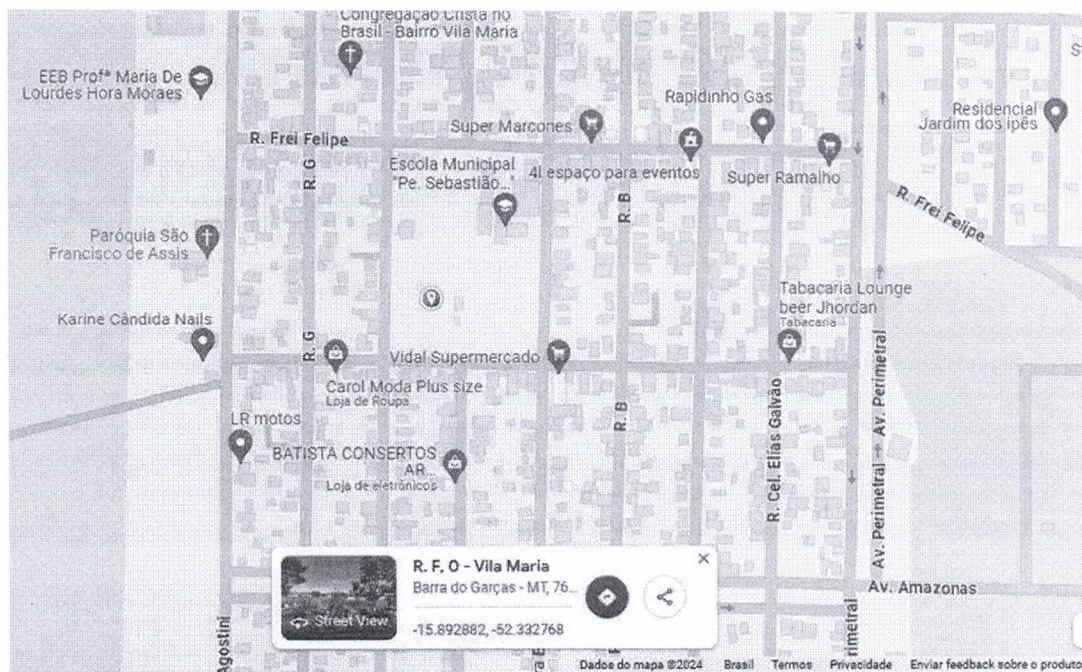 Congregação Cristã no
Brasil - Bairro Vila Maria
EEB Profª Maria De
Lourdes Hora Moraes
Rapidinho Gas
Residencial
Jardim dos ipês
Super Marcones
R. Frei Felipe
R. G
Escola Municipal
"Pe. Sebastião..."
4I espaço para eventos
Super Ramalho
R. B
R. Frei Felipe
Paróquia São
Francisco de Assis
Tabacaria Lounge
beer Jhordan
Tabacaria
Karine Cândida Nails
R. G
Vidal Supermercado
Av. Perimetral
Carol Moda Plus size
Loja de Roupa
R. B
R. Cel. Elías Galvão
Av. Perimetral
LR motos
BATISTA CONSERTOS
AR...
Loja de eletrônicos
R. F, 0 - Vila Maria
Barra do Garças - MT, 76...
Street View
-15.892882, -52.332768
Av. Amazonas
Agostini
rimetral
Dados do mapa ©2024 Brasil Termos Privacidade Enviar feedback sobre o produto